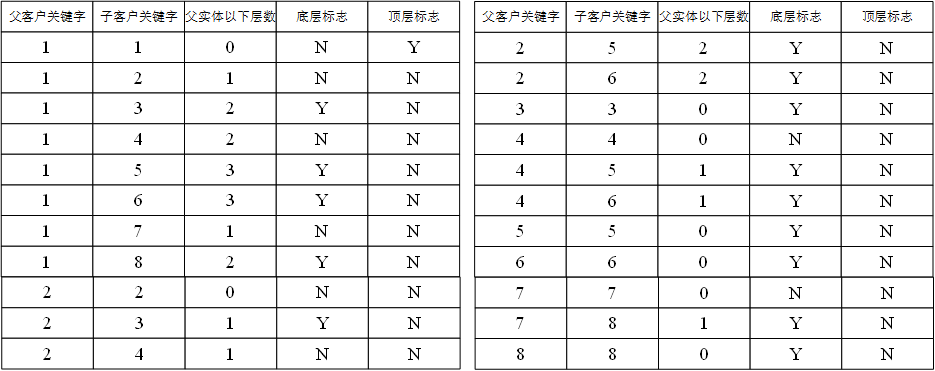 父客户关键字 子客户关键字 父实体以下层数 底层标志 顶层标志
1 1 0 N Y
1 2 1 N N
1 3 2 Y N
1 4 2 N N
1 5 3 Y N
1 6 3 Y N
1 7 1 N N
1 8 2 Y N
2 2 0 N N
2 3 1 Y N
2 4 1 N N
父客户关键字 子客户关键字 父实体以下层数 底层标志 顶层标志
2 5 2 Y N
2 6 2 Y N
3 3 0 Y N
4 4 0 N N
4 5 1 Y N
4 6 1 Y N
5 5 0 Y N
6 6 0 Y N
7 7 0 N N
7 8 1 Y N
8 8 0 Y N